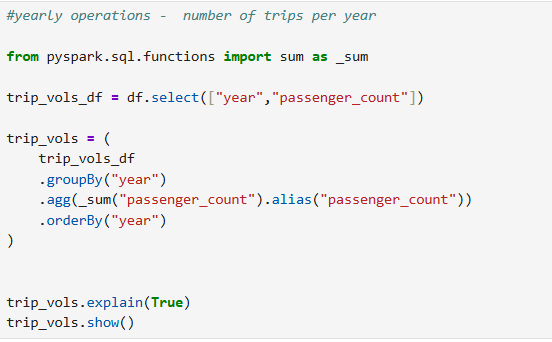 #yearly operations -  number of trips per year
from pyspark.sql.functions import sum as _sum
trip_vols_df = df.select(["year","passenger_count"])
trip_vols = (
    trip_vols_df
    .groupBy("year")
    .agg(_sum("passenger_count").alias("passenger_count"))
    .orderBy("year")
)
trip_vols.explain(True)
trip_vols.show()